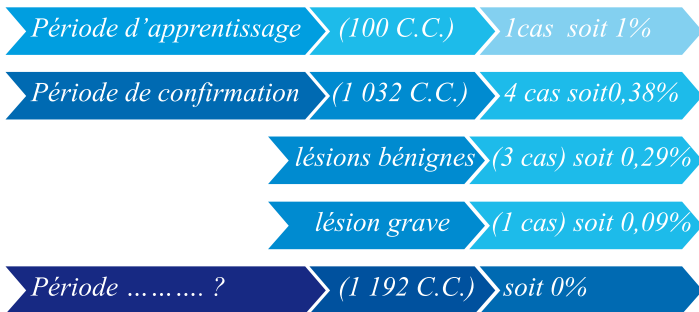 Période d’apprentissage (100 C.C.) 1cas soit 1%
Période de confirmation (1 032 C.C.) 4 cas soit0,38%
lésions bénignes (3 cas) soit 0,29%
lésion grave (1 cas) soit 0,09%
Période ………. ? (1 192 C.C.) soit 0%